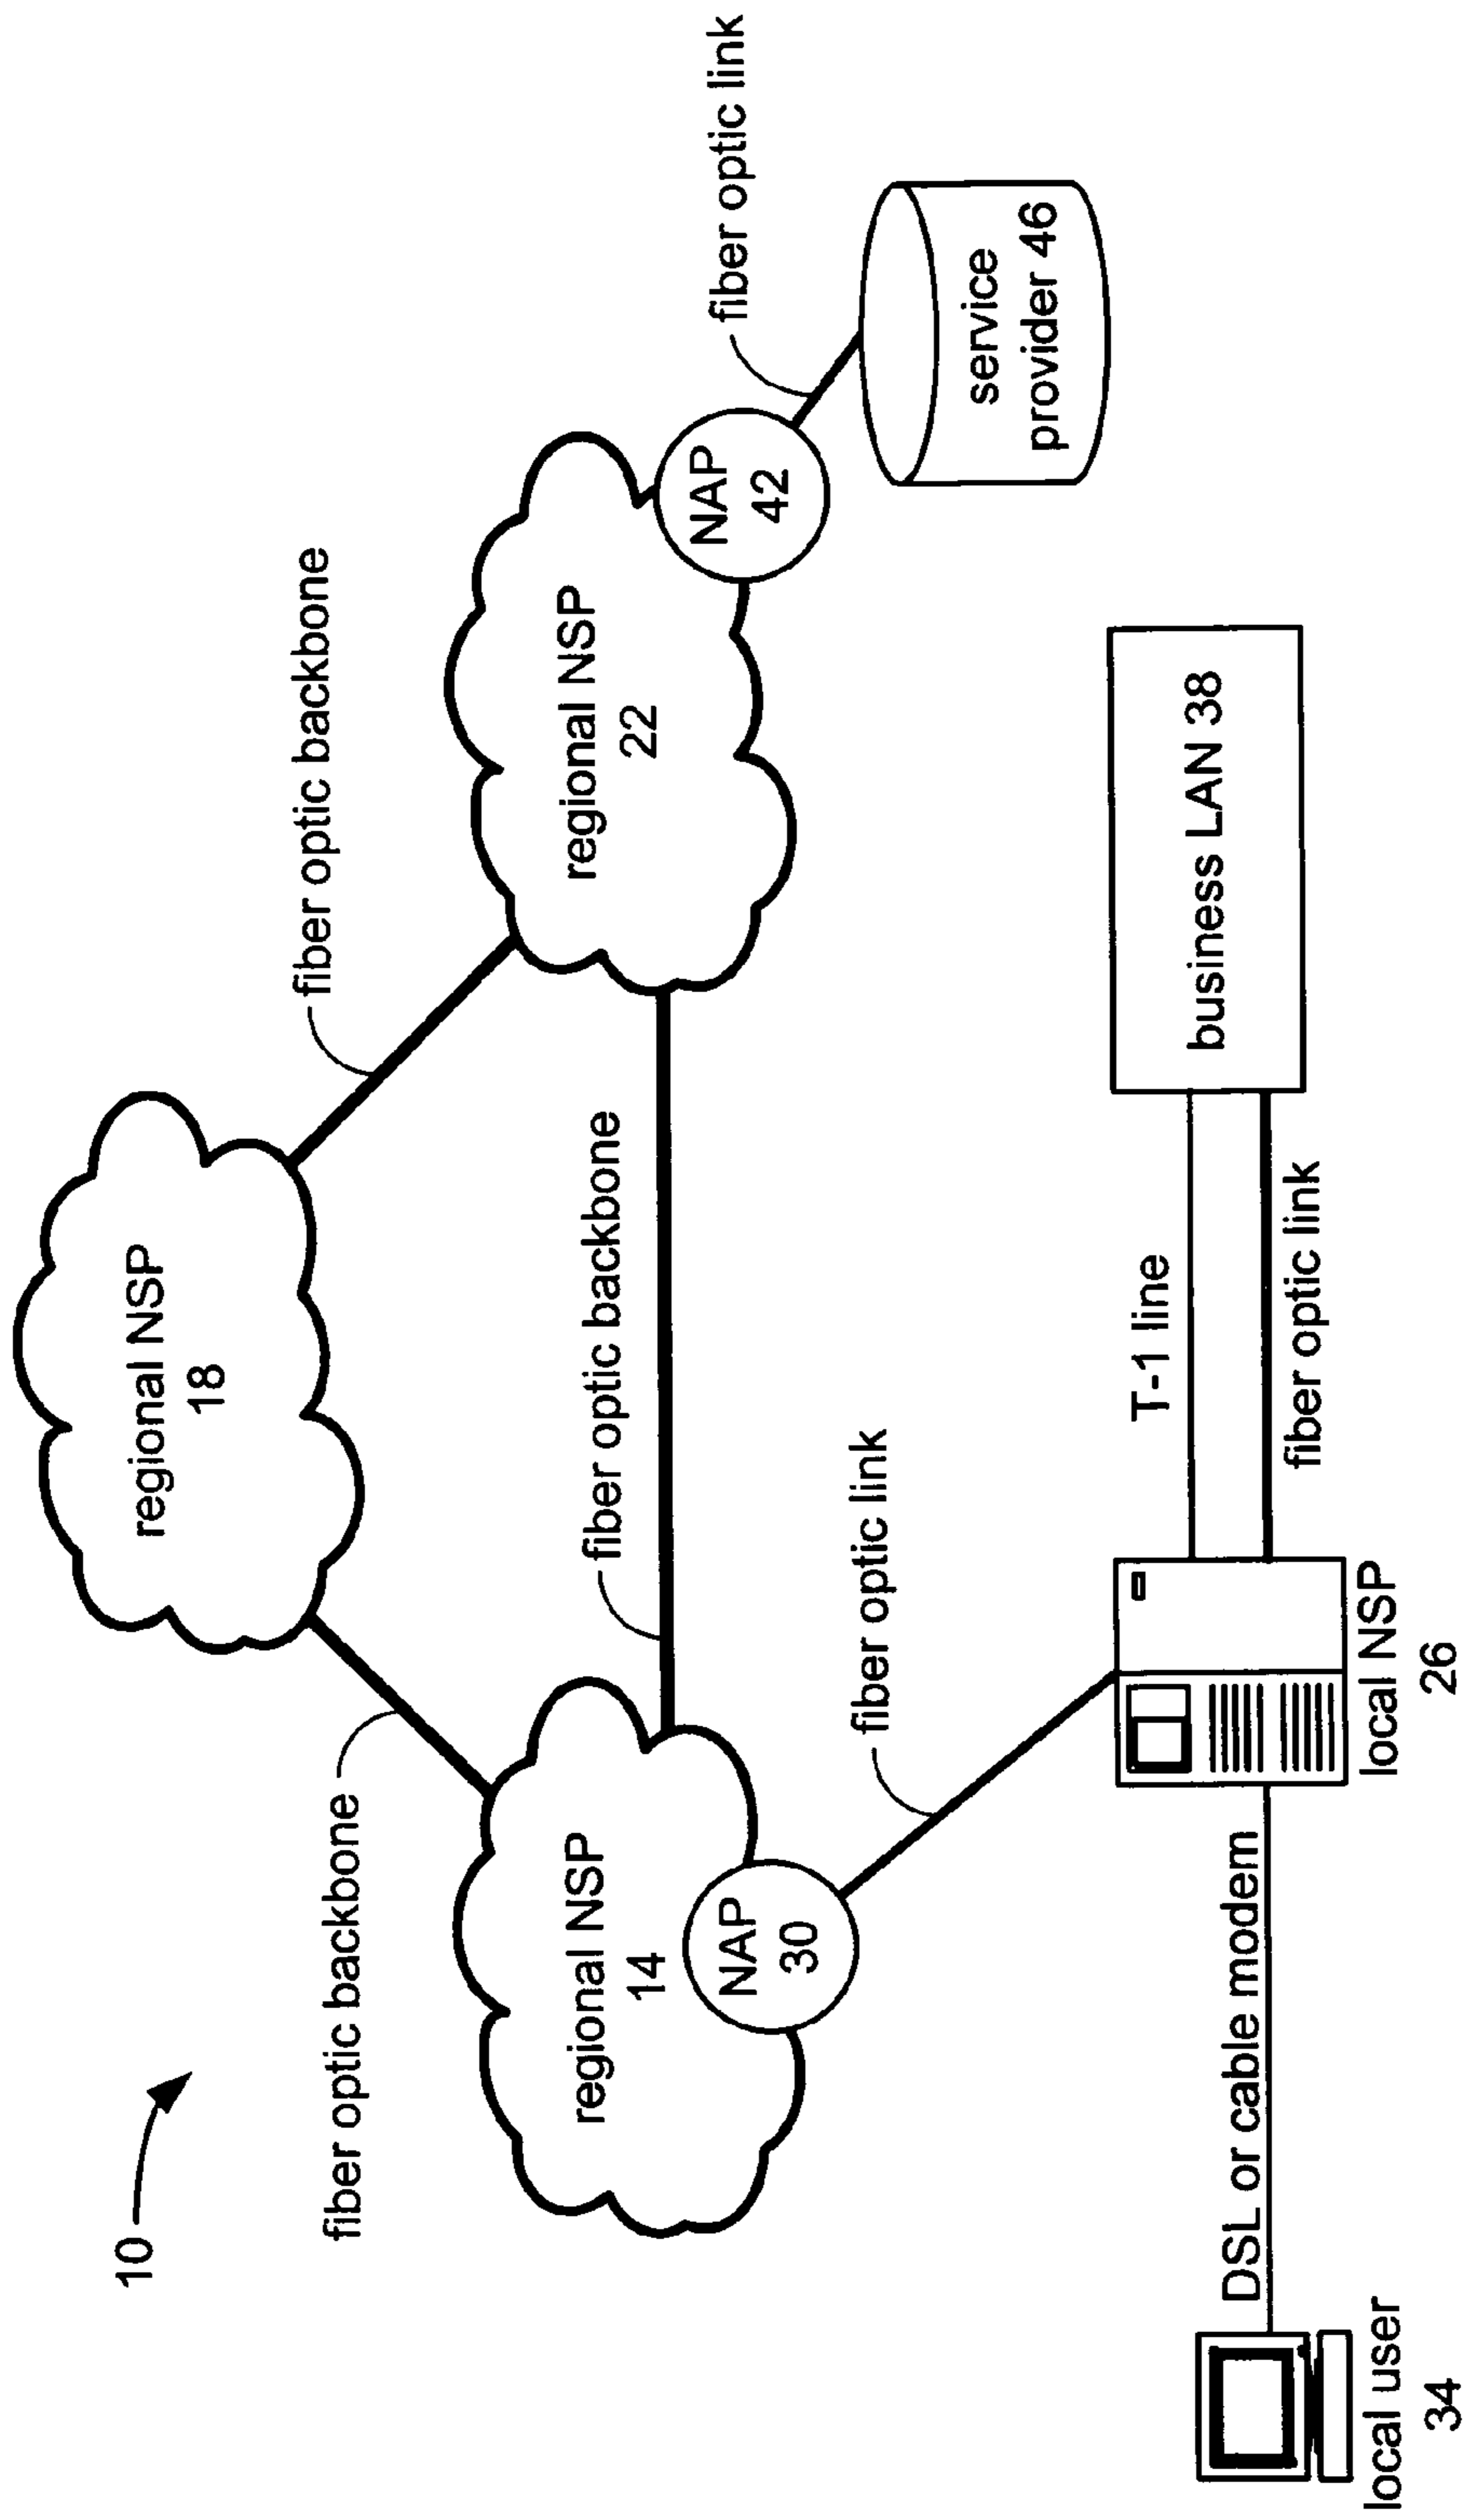 10
regional NSP
18
fiber optic backbone
fiber optic backbone
fiber optic link
regional NSP
14
NAP
30
fiber optic backbone
regional NSP
22
NAP
42
service
provider 46
fiber optic link
DSL or cable modem
T-1 line
business LAN 38
fiber optic link
local user
34
local NSP
26